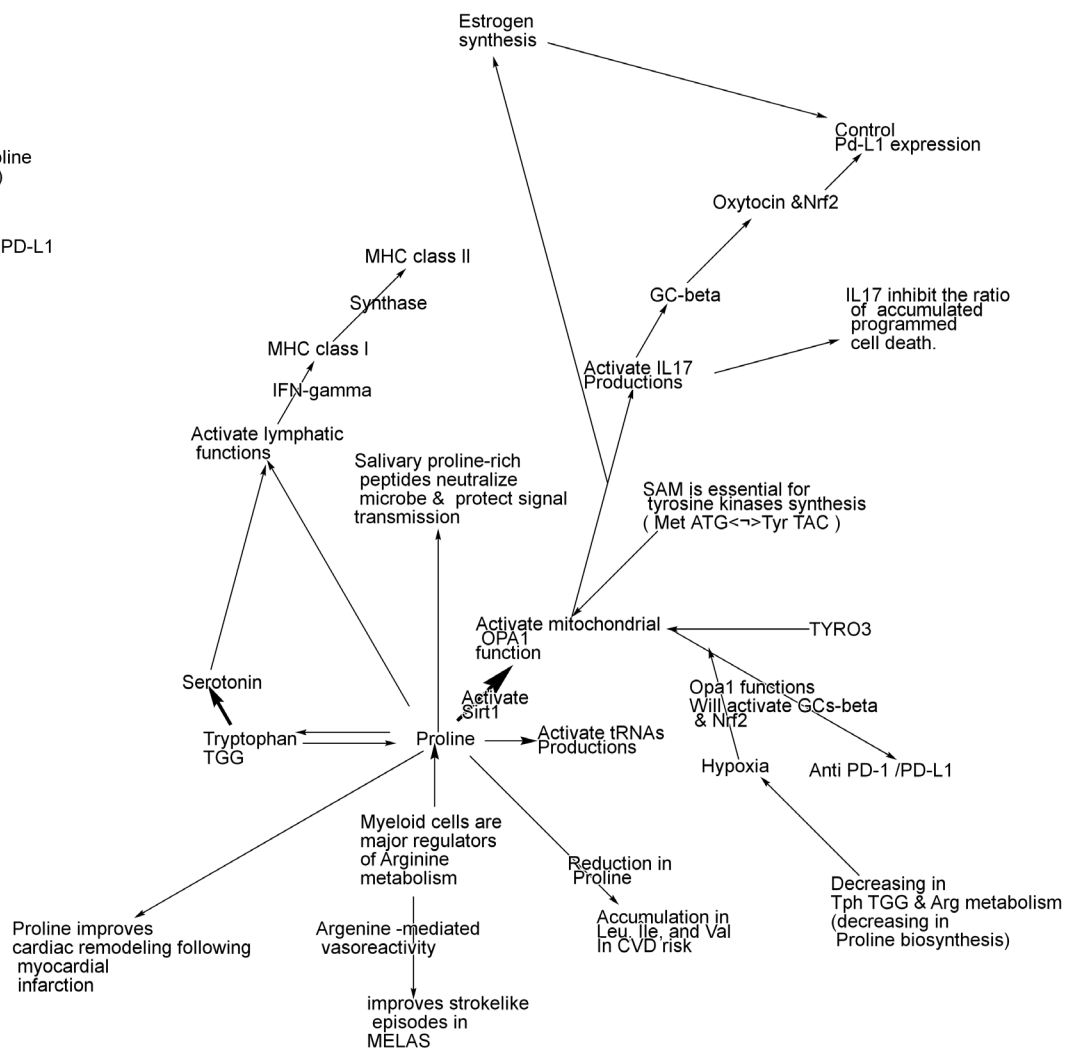 Estrogen
synthesis
Control
Pd-L1 expression
oline
)
PD-L1
Oxytocin &Nrf2
MHC class II
Synthase
GC-beta
IL17 inhibit the ratio
of accumulated
programmed
cell death.
MHC class I
IFN-gamma
Activate IL17
Productions
Activate lymphatic
functions
Salivary proline-rich
peptides neutralize
microbe & protect signal
transmission
SAM is essential for
tyrosine kinases synthesis
( Met ATG<¬>Tyr TAC )
Activate mitochondrial
OPA1
function
TYRO3
Serotonin
Activate
Sirt1
Opa1 functions
Will activate GCs-beta
& Nrf2
Tryptophan
TGG
Proline
Activate tRNAs
Productions
Hypoxia
Anti PD-1 /PD-L1
Myeloid cells are
major regulators
of Arginine
metabolism
Reduction in
Proline
Decreasing in
Tph TGG & Arg metabolism
(decreasing in
Proline biosynthesis)
Proline improves
cardiac remodeling following
myocardial
infarction
Argenine -mediated
vasoreactivity
Accumulation in
Leu, Ile, and Val
In CVD risk
improves strokelike
episodes in
MELAS